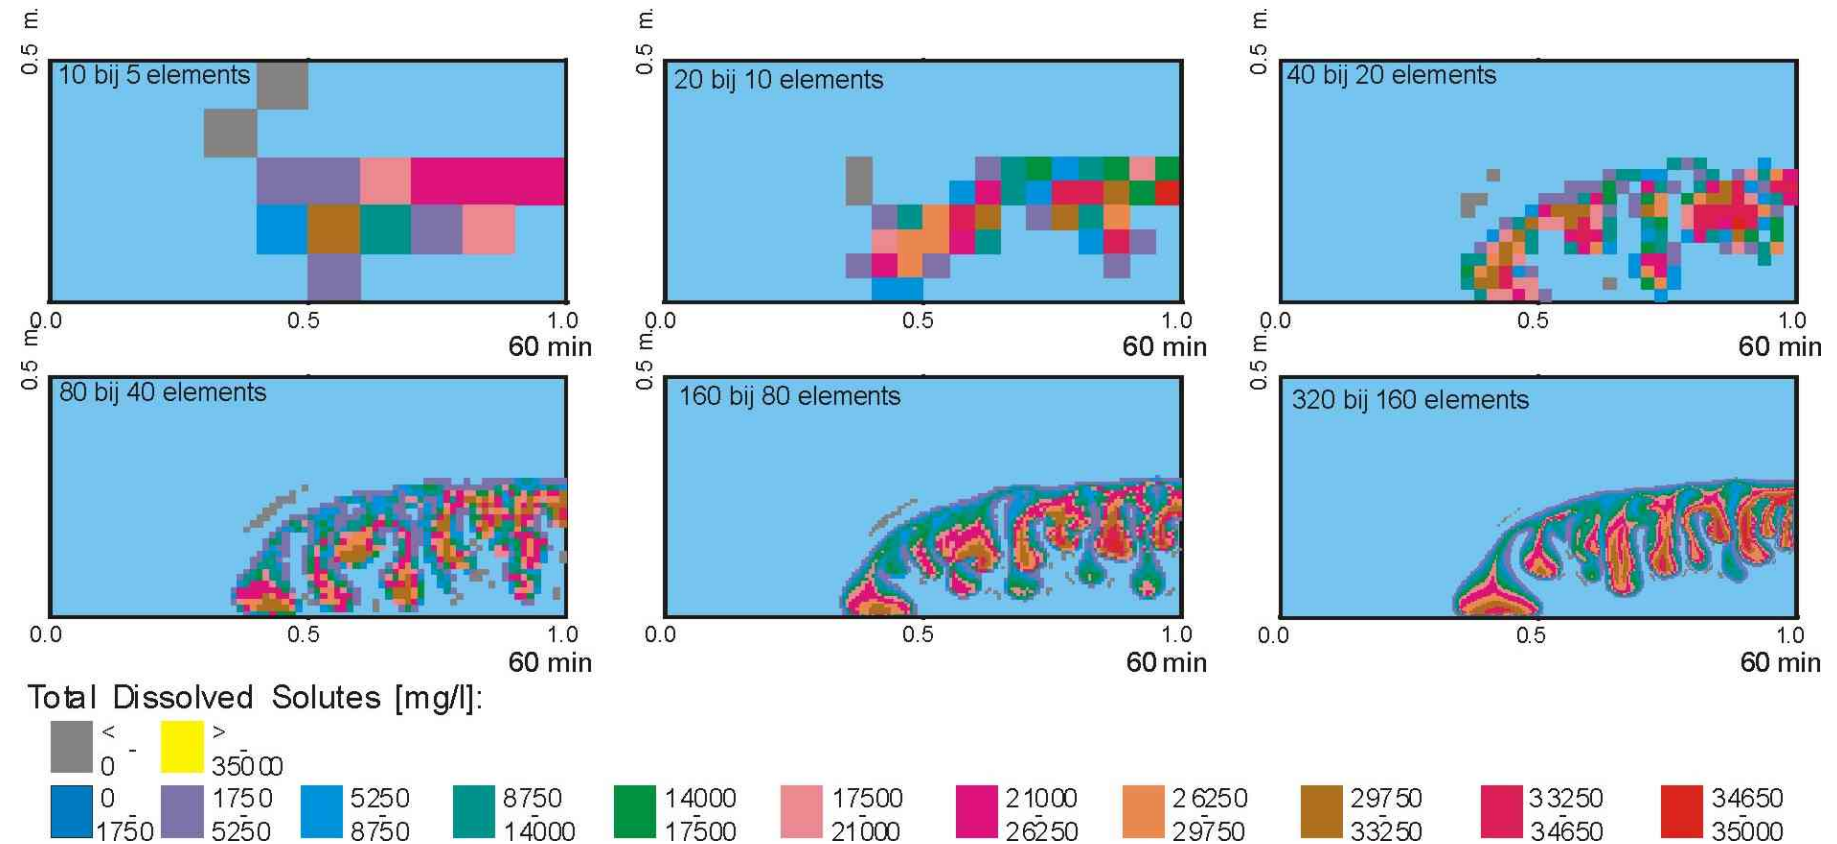 0.5 m.
10 bij 5 elements
0.0 0.5 1.0
60 min
0.5 m.
20 bij 10 elements
0.0 0.5 1.0
60 min
0.5 m.
40 bij 20 elements
0.0 0.5 1.0
60 min
0.5 m.
80 bij 40 elements
0.0 0.5 1.0
60 min
0.5 m.
160 bij 80 elements
0.0 0.5 1.0
60 min
0.5 m.
320 bij 160 elements
0.0 0.5 1.0
60 min
Total Dissolved Solutes [mg/l]:
< - 0
> - 35000
0 - 1750
1750 - 5250
5250 - 8750
8750 - 14000
14000 - 17500
17500 - 21000
21000 - 26250
26250 - 29750
29750 - 33250
33250 - 34650
34650 - 35000